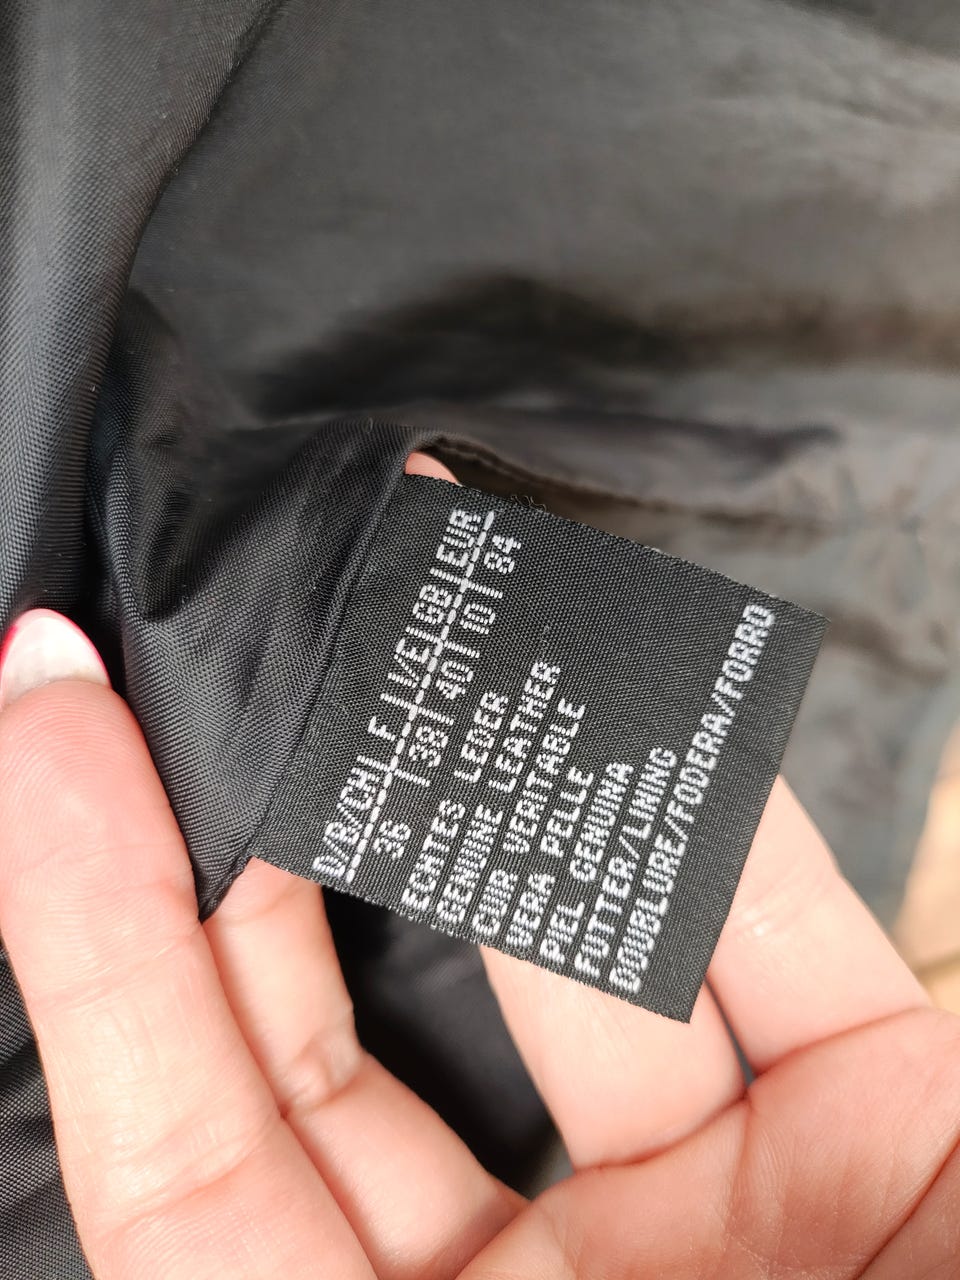 D/B/CH| F |I/E|GB|EUR
36 |38|40|10| 84
ECHTES LEDER
GENUINE LEATHER
CUIR VERITABLE
VERA PELLE
PIEL GENUINA
FUTTER/LINING
DOUBLURE/FODERA/FORRO